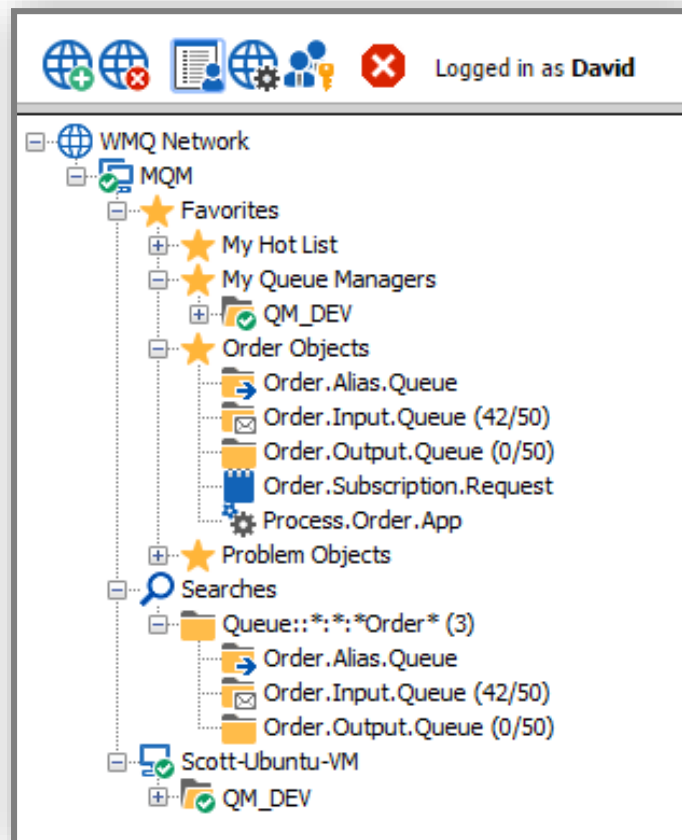 Logged in as David
WMQ Network
MQM
Favorites
My Hot List
My Queue Managers
QM_DEV
Order Objects
Order.Alias.Queue
Order.Input.Queue (42/50)
Order.Output.Queue (0/50)
Order.Subscription.Request
Process.Order.App
Problem Objects
Searches
Queue::*:*:*Order* (3)
Order.Alias.Queue
Order.Input.Queue (42/50)
Order.Output.Queue (0/50)
Scott-Ubuntu-VM
QM_DEV